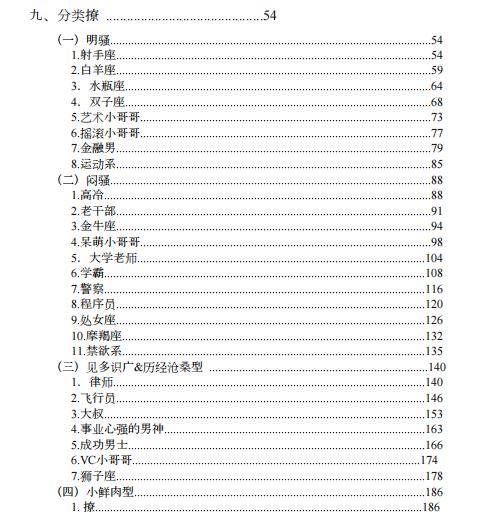 九、分类撩 ......................................54
（一）明骚......................................54
1.射手座......................................54
2.白羊座......................................59
3．水瓶座......................................64
4．双子座......................................68
5.艺术小哥哥......................................73
6.摇滚小哥哥......................................77
7.金融男......................................79
8.运动系......................................85
（二）闷骚......................................88
1.高冷......................................88
2.老干部......................................91
3.金牛座......................................94
4.呆萌小哥哥......................................98
5．大学老师......................................104
6.学霸......................................108
7.警察......................................116
8.程序员......................................120
9.处女座......................................126
10.摩羯座......................................132
11.禁欲系......................................135
（三）见多识广&历经沧桑型 ......................................140
1．律师......................................140
2.飞行员......................................146
3.大叔......................................153
4.事业心强的男神......................................163
5.成功男士......................................166
6.VC小哥哥......................................174
7.狮子座......................................178
（四）小鲜肉型......................................186
1. 撩......................................186